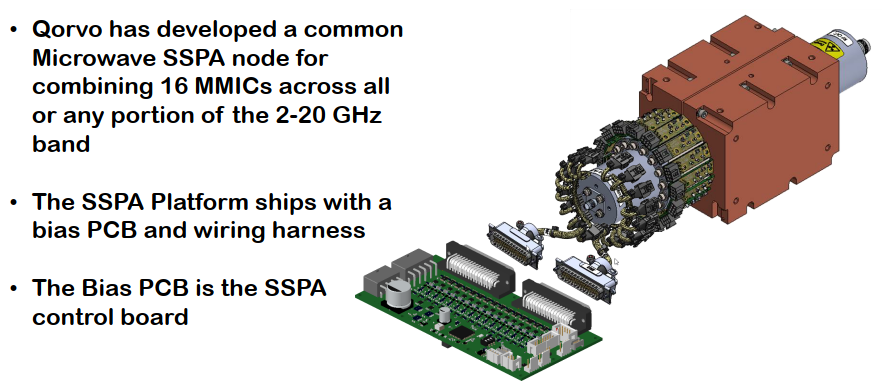 • Qorvo has developed a common
Microwave SSPA node for
combining 16 MMICs across all
or any portion of the 2-20 GHz
band
• The SSPA Platform ships with a
bias PCB and wiring harness
• The Bias PCB is the SSPA
control board